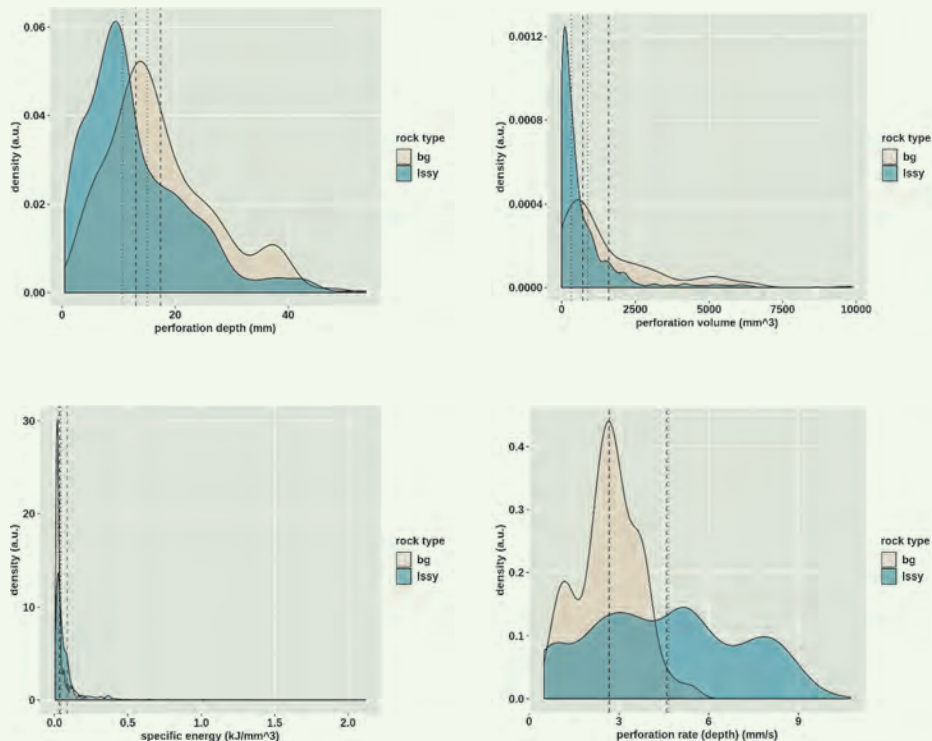 0.06
0.04
0.02
0.00
density (a.u.)
0 20 40
perforation depth (mm)
rock type
bg
lssy
0.0012
0.0008
0.0004
0.0000
density (a.u.)
0 2500 5000 7500 10000
perforation volume (mm^3)
rock type
bg
lssy
30
20
10
0
density (a.u.)
0.0 0.5 1.0 1.5 2.0
specific energy (kJ/mm^3)
rock type
bg
lssy
0.4
0.3
0.2
0.1
0.0
density (a.u.)
0 3 6 9
perforation rate (depth) (mm/s)
rock type
bg
lssy